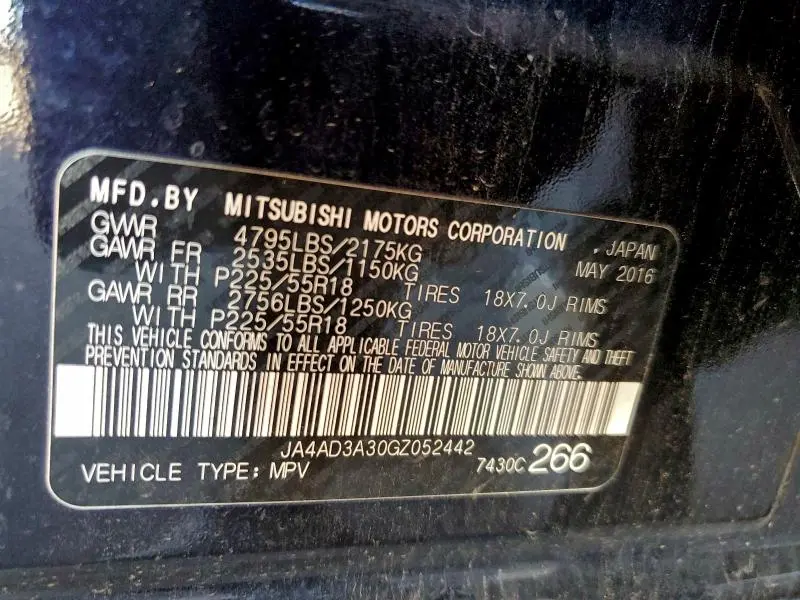 MFD.BY MITSUBISHI MOTORS CORPORATION . JAPAN
GVWR 4795LBS/2175KG MAY 2016
GAWR FR 2535LBS/1150KG
WITH P225/55R18 TIRES 18X7.0J RIMS
GAWR RR 2756LBS/1250KG
WITH P225/55R18 TIRES 18X7.0J RIMS
THIS VEHICLE CONFORMS TO ALL APPLICABLE FEDERAL MOTOR VEHICLE SAFETY AND THEFT
PREVENTION STANDARDS IN EFFECT ON THE DATE OF MANUFACTURE SHOWN ABOVE.
JA4AD3A30GZ052442
VEHICLE TYPE: MPV 7430C 266